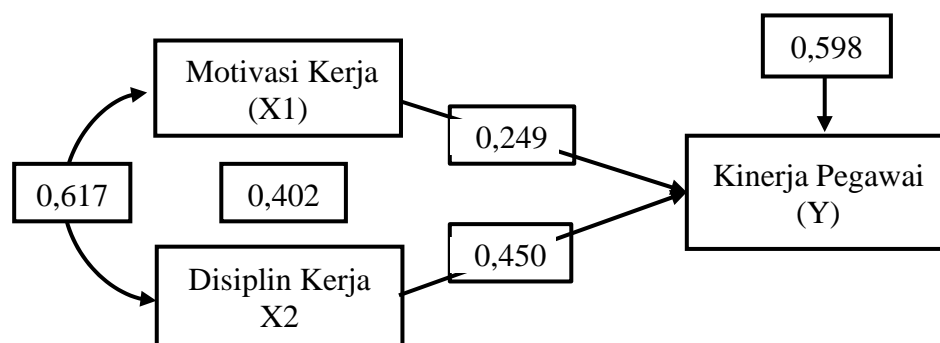 0,598
Motivasi Kerja
(X1)
0,249
Kinerja Pegawai
(Y)
0,617
0,402
0,450
Disiplin Kerja
X2